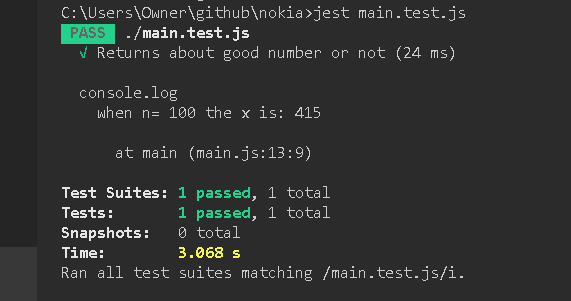 C:\Users\Owner\github\nokia>jest main.test.js
PASS ./main.test.js
√ Returns about good number or not (24 ms)
console.log
when n= 100 the x is: 415
at main (main.js:13:9)
Test Suites: 1 passed, 1 total
Tests: 1 passed, 1 total
Snapshots: 0 total
Time: 3.068 s
Ran all test suites matching /main.test.js/i.